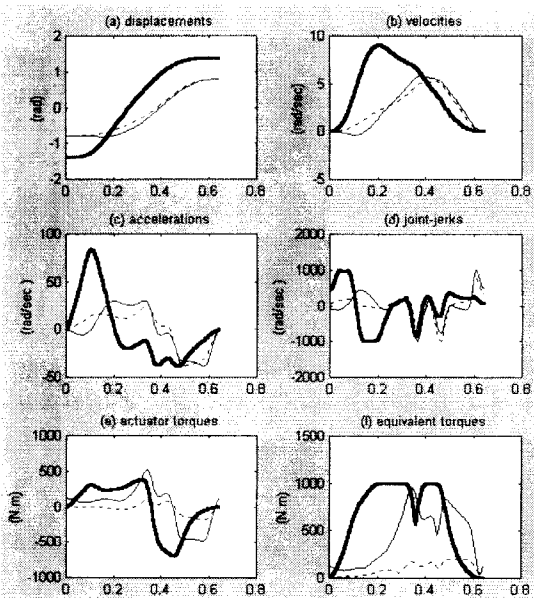 (a) displacements
(b) velocities
2
1
0
-1
-2
(rad)
0 0.2 0.4 0.6 0.8
10
5
0
-5
(rad/sec)
0 0.2 0.4 0.6 0.8
(c) accelerations
(d) joint-jerks
100
50
0
-50
(rad/sec )
0 0.2 0.4 0.6 0.8
2000
1000
0
-1000
-2000
(rad/sec )
0 0.2 0.4 0.6 0.8
(e) actuator torques
(f) equivalent torques
1000
500
0
-500
-1000
(N.m)
0 0.2 0.4 0.6 0.8
1500
1000
500
0
(N.m)
0 0.2 0.4 0.6 0.8